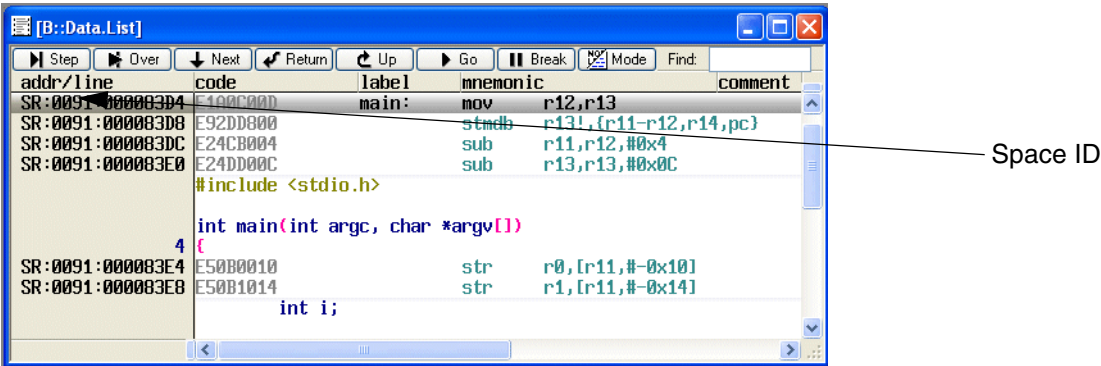 [B::Data.List]
Step Over Next Return Up Go Break Mode Find:
addr/line code label mnemonic comment
SR:0091:000083D4 E1A0C00D main: mov r12,r13
SR:0091:000083D8 E92DD800 stmdb r13!,{r11-r12,r14,pc}
SR:0091:000083DC E24CB004 sub r11,r12,#0x4
Space ID
SR:0091:000083E0 E24DD00C sub r13,r13,#0x0C
#include <stdio.h>
int main(int argc, char *argv[])
4 {
SR:0091:000083E4 E50B0010 str r0,[r11,#-0x10]
SR:0091:000083E8 E50B1014 str r1,[r11,#-0x14]
int i;